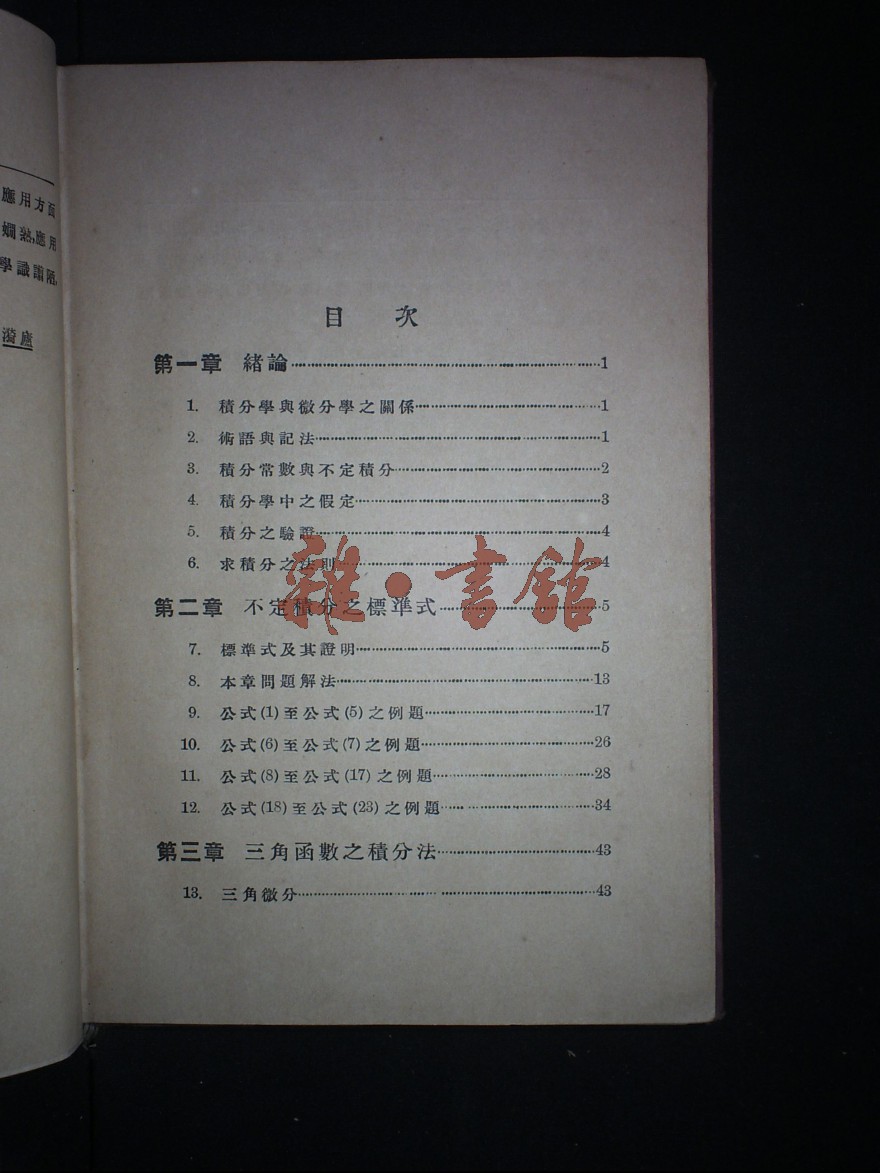 應用方面
嫻熟,應用
學識譾陋,
漪廬
目 次
第一章 緒論 1
1. 積分學與微分學之關係 1
2. 術語與記法 1
3. 積分常數與不定積分 2
4. 積分學中之假定 3
5. 積分之驗證 4
6. 求積分之法則 4
雜·書館
第二章 不定積分之標準式 5
7. 標準式及其證明 5
8. 本章問題解法 13
9. 公式(1)至公式(5)之例題 17
10. 公式(6)至公式(7)之例題 26
11. 公式(8)至公式(17)之例題 28
12. 公式(18)至公式(23)之例題 34
第三章 三角函數之積分法 43
13. 三角微分 43